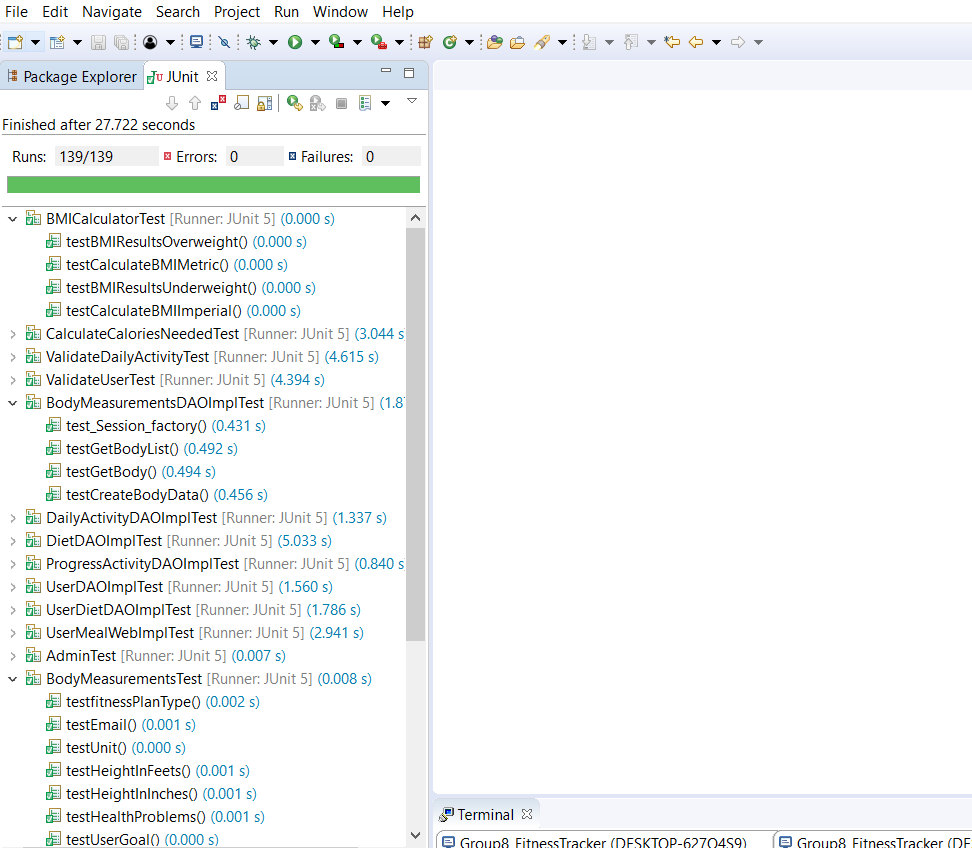 File Edit Navigate Search Project Run Window Help
Package Explorer JUnit
Finished after 27.722 seconds
Runs: 139/139 Errors: 0 Failures: 0
BMICalculatorTest [Runner: JUnit 5] (0.000 s)
testBMIResultsOverweight() (0.000 s)
testCalculateBMIMetric() (0.000 s)
testBMIResultsUnderweight() (0.000 s)
testCalculateBMIImperial() (0.000 s)
CalculateCaloriesNeededTest [Runner: JUnit 5] (3.044 s
ValidateDailyActivityTest [Runner: JUnit 5] (4.615 s)
ValidateUserTest [Runner: JUnit 5] (4.394 s)
BodyMeasurementsDAOImplTest [Runner: JUnit 5] (1.87
test_Session_factory() (0.431 s)
testGetBodyList() (0.492 s)
testGetBody() (0.494 s)
testCreateBodyData() (0.456 s)
DailyActivityDAOImplTest [Runner: JUnit 5] (1.337 s)
DietDAOImplTest [Runner: JUnit 5] (5.033 s)
ProgressActivityDAOImplTest [Runner: JUnit 5] (0.840 s
UserDAOImplTest [Runner: JUnit 5] (1.560 s)
UserDietDAOImplTest [Runner: JUnit 5] (1.786 s)
UserMealWebImplTest [Runner: JUnit 5] (2.941 s)
AdminTest [Runner: JUnit 5] (0.007 s)
BodyMeasurementsTest [Runner: JUnit 5] (0.008 s)
testfitnessPlanType() (0.002 s)
testEmail() (0.001 s)
testUnit() (0.000 s)
testHeightInFeets() (0.001 s)
testHeightInInches() (0.001 s)
testHealthProblems() (0.001 s)
testUserGoal() (0.000 s)
Terminal
Group8_FitnessTracker (DESKTOP-627O4S9) Group8_FitnessTracker (DE